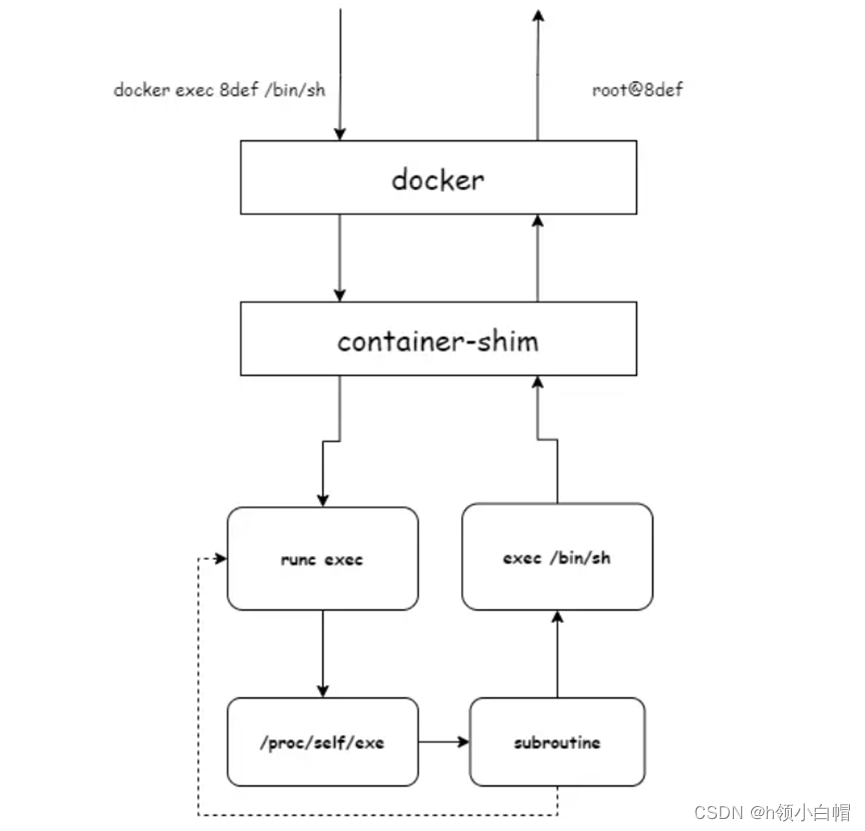 docker exec 8def /bin/sh
root@8def
docker
container-shim
runc exec
exec /bin/sh
/proc/self/exe
subroutine
CSDN @h领小白帽